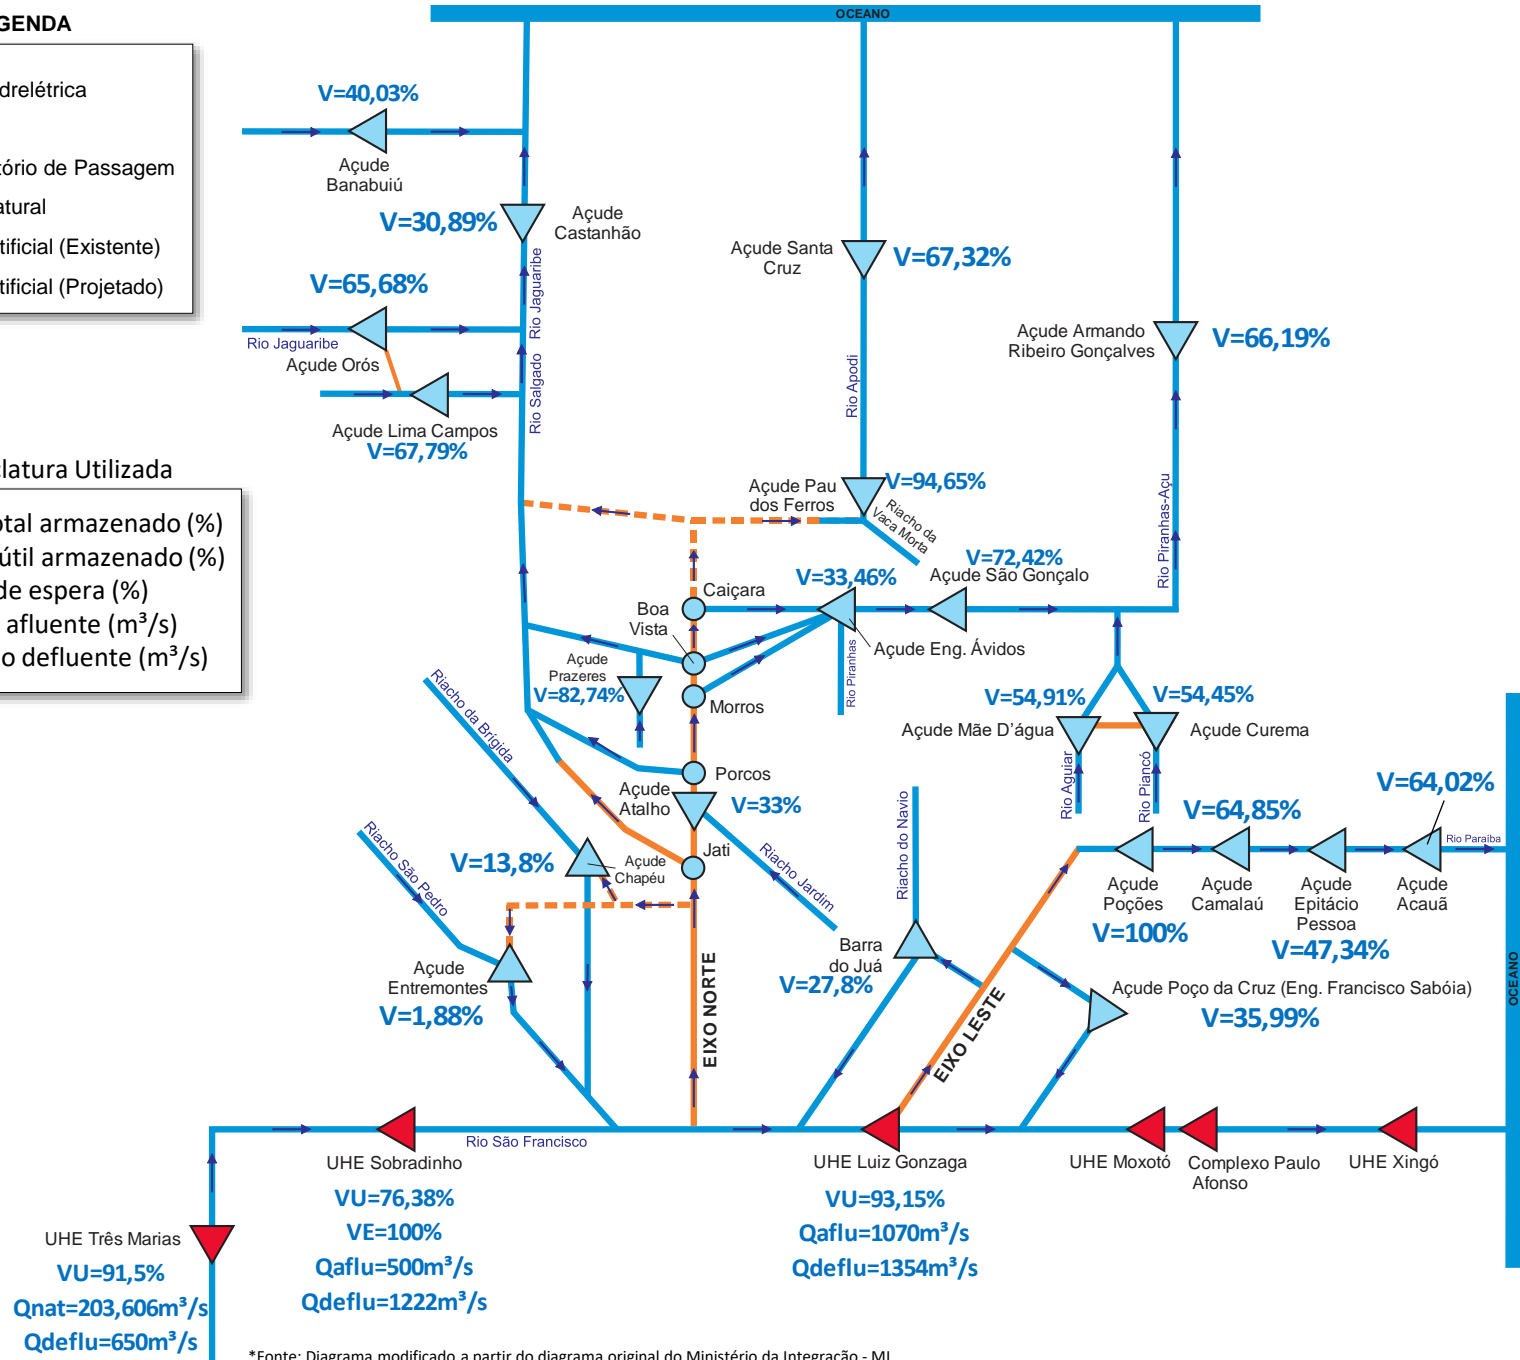 OCEANO
GENDA
drelétrica
tório de Passagem
atural
tificial (Existente)
tificial (Projetado)
V=40,03%
Açude
Banabuiú
V=30,89%
Açude
Castanhão
V=65,68%
Rio Jaguaribe
Açude Orós
Rio Jaguaribe
Rio Salgado
Açude Lima Campos
V=67,79%
Açude Santa
Cruz
V=67,32%
Rio Apodi
Açude Armando
Ribeiro Gonçalves
V=66,19%
Rio Piranhas-Açu
clatura Utilizada
otal armazenado (%)
útil armazenado (%)
de espera (%)
afluente (m³/s)
o defluente (m³/s)
Açude Pau
dos Ferros
V=94,65%
Riacho da
Vaca Morta
V=72,42%
Açude São Gonçalo
V=33,46%
Caiçara
Boa
Vista
Açude Eng. Ávidos
Rio Piranhas
Açude
Prazeres
V=82,74%
Morros
Riacho da Brígida
Porcos
Açude
Atalho
V=33%
Jati
Riacho Jardim
V=54,91%
V=54,45%
Açude Mãe D'água
Açude Curema
Rio Aguiar
Rio Piancó
V=64,02%
V=64,85%
Rio Paraíba
Açude
Poções
V=100%
Açude
Camalaú
Açude
Epitácio
Pessoa
V=47,34%
Açude
Acauã
Riacho São Pedro
V=13,8%
Açude
Chapéu
Riacho do Navio
Barra
do Juá
V=27,8%
Açude
Entremontes
V=1,88%
EIXO NORTE
EIXO LESTE
Açude Poço da Cruz (Eng. Francisco Sabóia)
V=35,99%
OCEANO
Rio São Francisco
UHE Sobradinho
VU=76,38%
VE=100%
Qaflu=500m³/s
Qdeflu=1222m³/s
UHE Luiz Gonzaga
VU=93,15%
Qaflu=1070m³/s
Qdeflu=1354m³/s
UHE Moxotó
Complexo Paulo
Afonso
UHE Xingó
UHE Três Marias
VU=91,5%
Qnat=203,606m³/s
Qdeflu=650m³/s
*Fonte: Diagrama modificado a partir do diagrama original do Ministério da Integração - MI